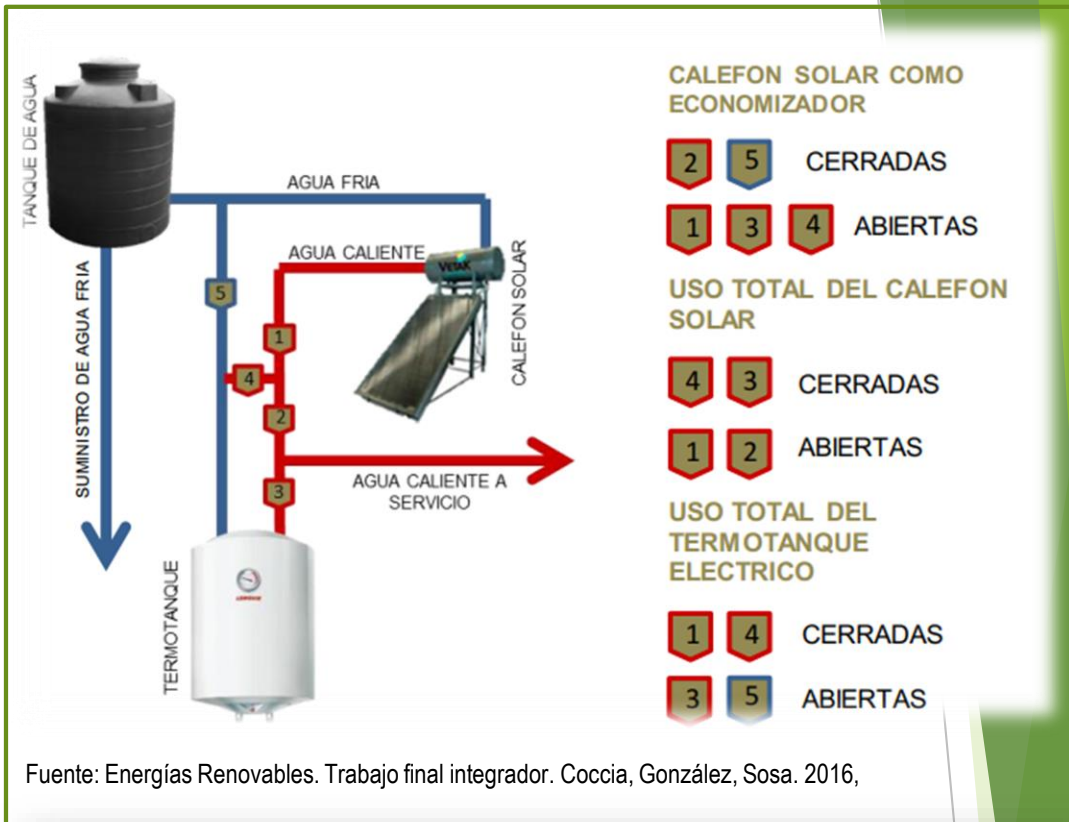 TANQUE DE AGUA
AGUA FRIA
AGUA CALIENTE
VETAK
CALEFON SOLAR
SUMINISTRO DE AGUA FRIA
5
1
4
2
3
AGUA CALIENTE A
SERVICIO
TERMOTANQUE
CALEFON SOLAR COMO
ECONOMIZADOR
2 5 CERRADAS
1 3 4 ABIERTAS
USO TOTAL DEL CALEFON
SOLAR
4 3 CERRADAS
1 2 ABIERTAS
USO TOTAL DEL
TERMOTANQUE
ELECTRICO
1 4 CERRADAS
3 5 ABIERTAS
Fuente: Energías Renovables. Trabajo final integrador. Coccia, González, Sosa. 2016,